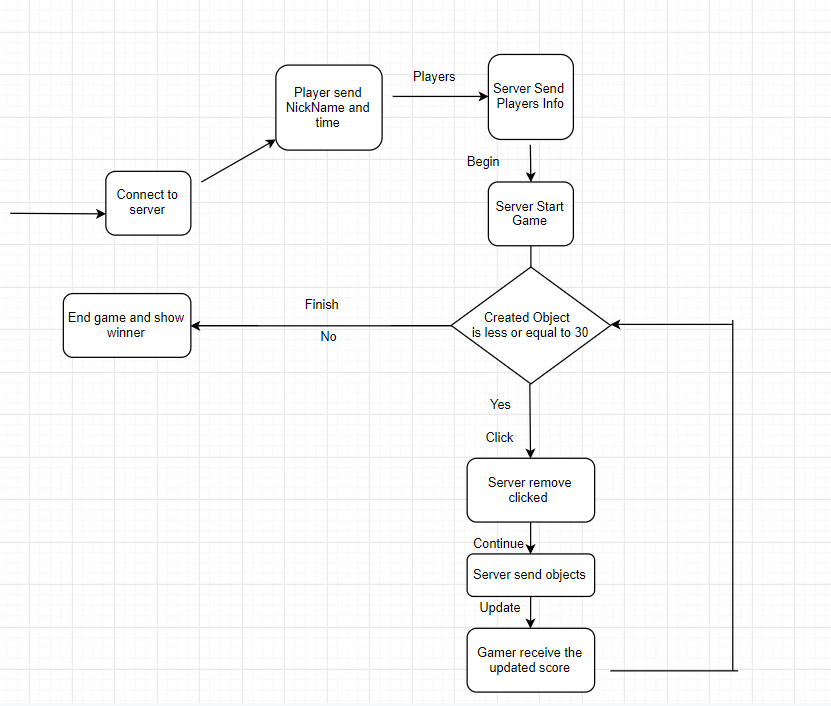 Player send
NickName and
time
Players
Server Send
Players Info
Begin
Connect to
server
Server Start
Game
End game and show
winner
Finish
No
Created Object
is less or equal to 30
Yes
Click
Server remove
clicked
Continue
Server send objects
Update
Gamer receive the
updated score